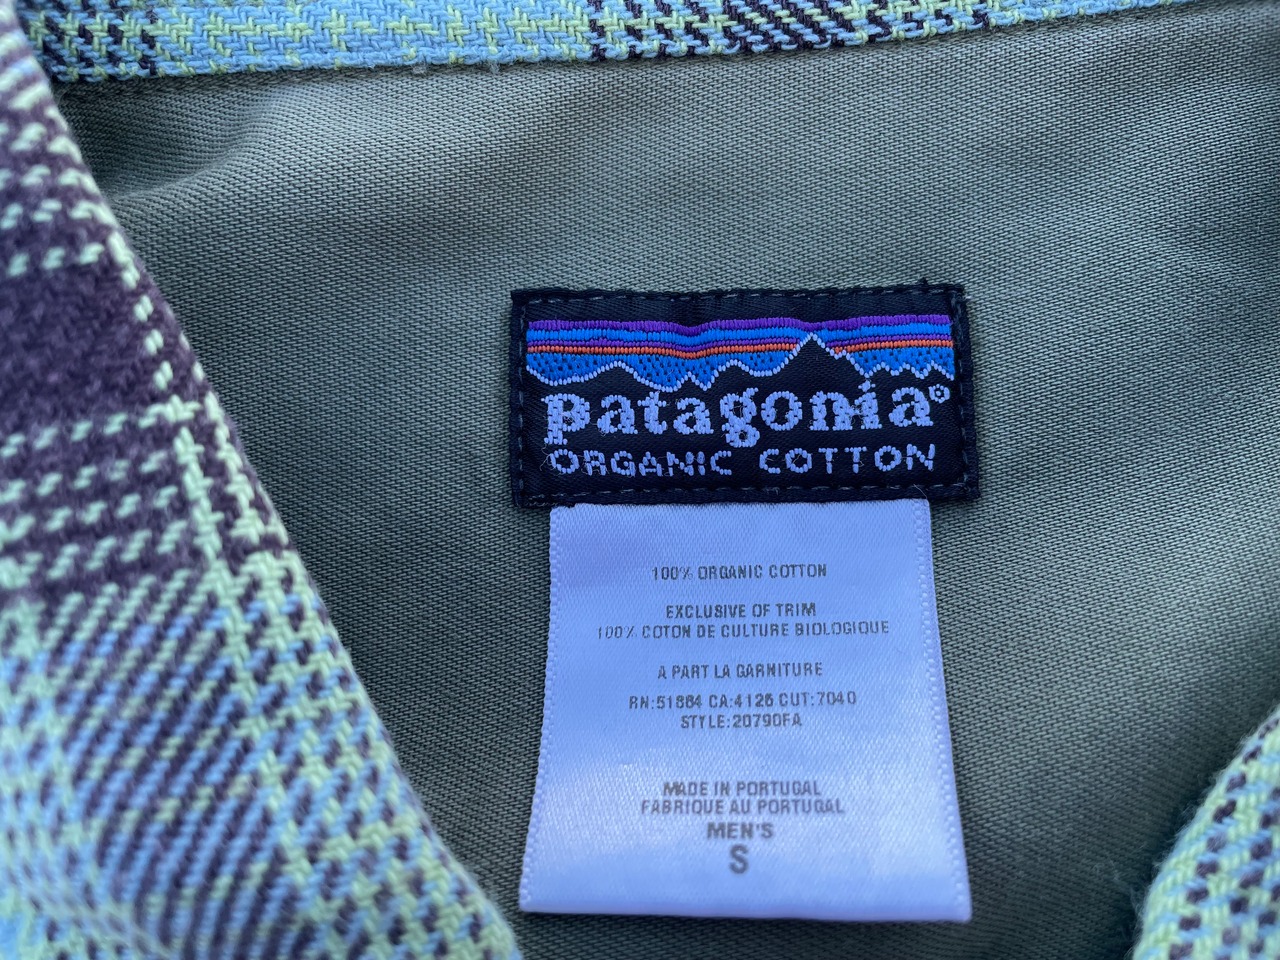 patagonia®
ORGANIC COTTON
100% ORGANIC COTTON
EXCLUSIVE OF TRIM
100% COTON DE CULTURE BIOLOGIQUE
A PART LA GARNITURE
RN:51884 CA:4126 CUT:7040
STYLE:20790FA
MADE IN PORTUGAL
FABRIQUE AU PORTUGAL
MEN'S
S